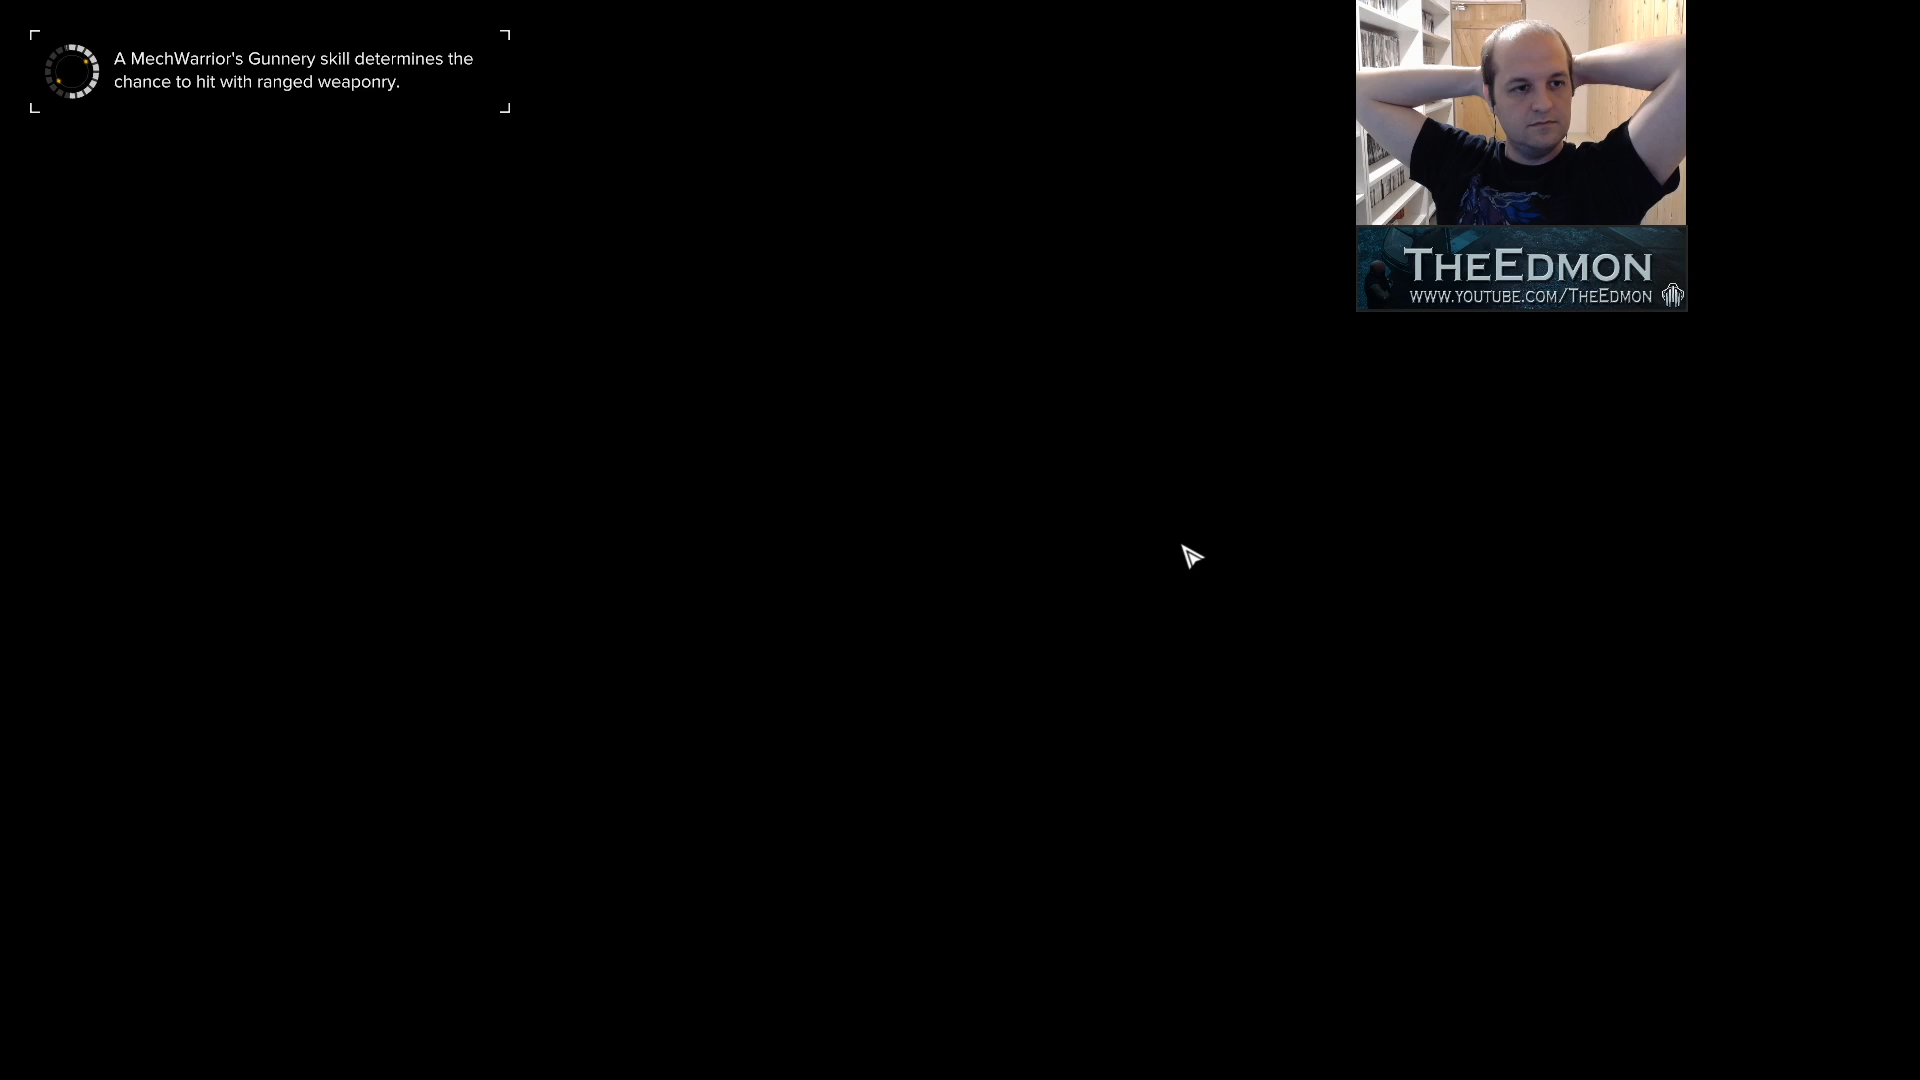 A MechWarrior's Gunnery skill determines the
chance to hit with ranged weaponry.
TheEdmon
www.youtube.com/TheEdmon